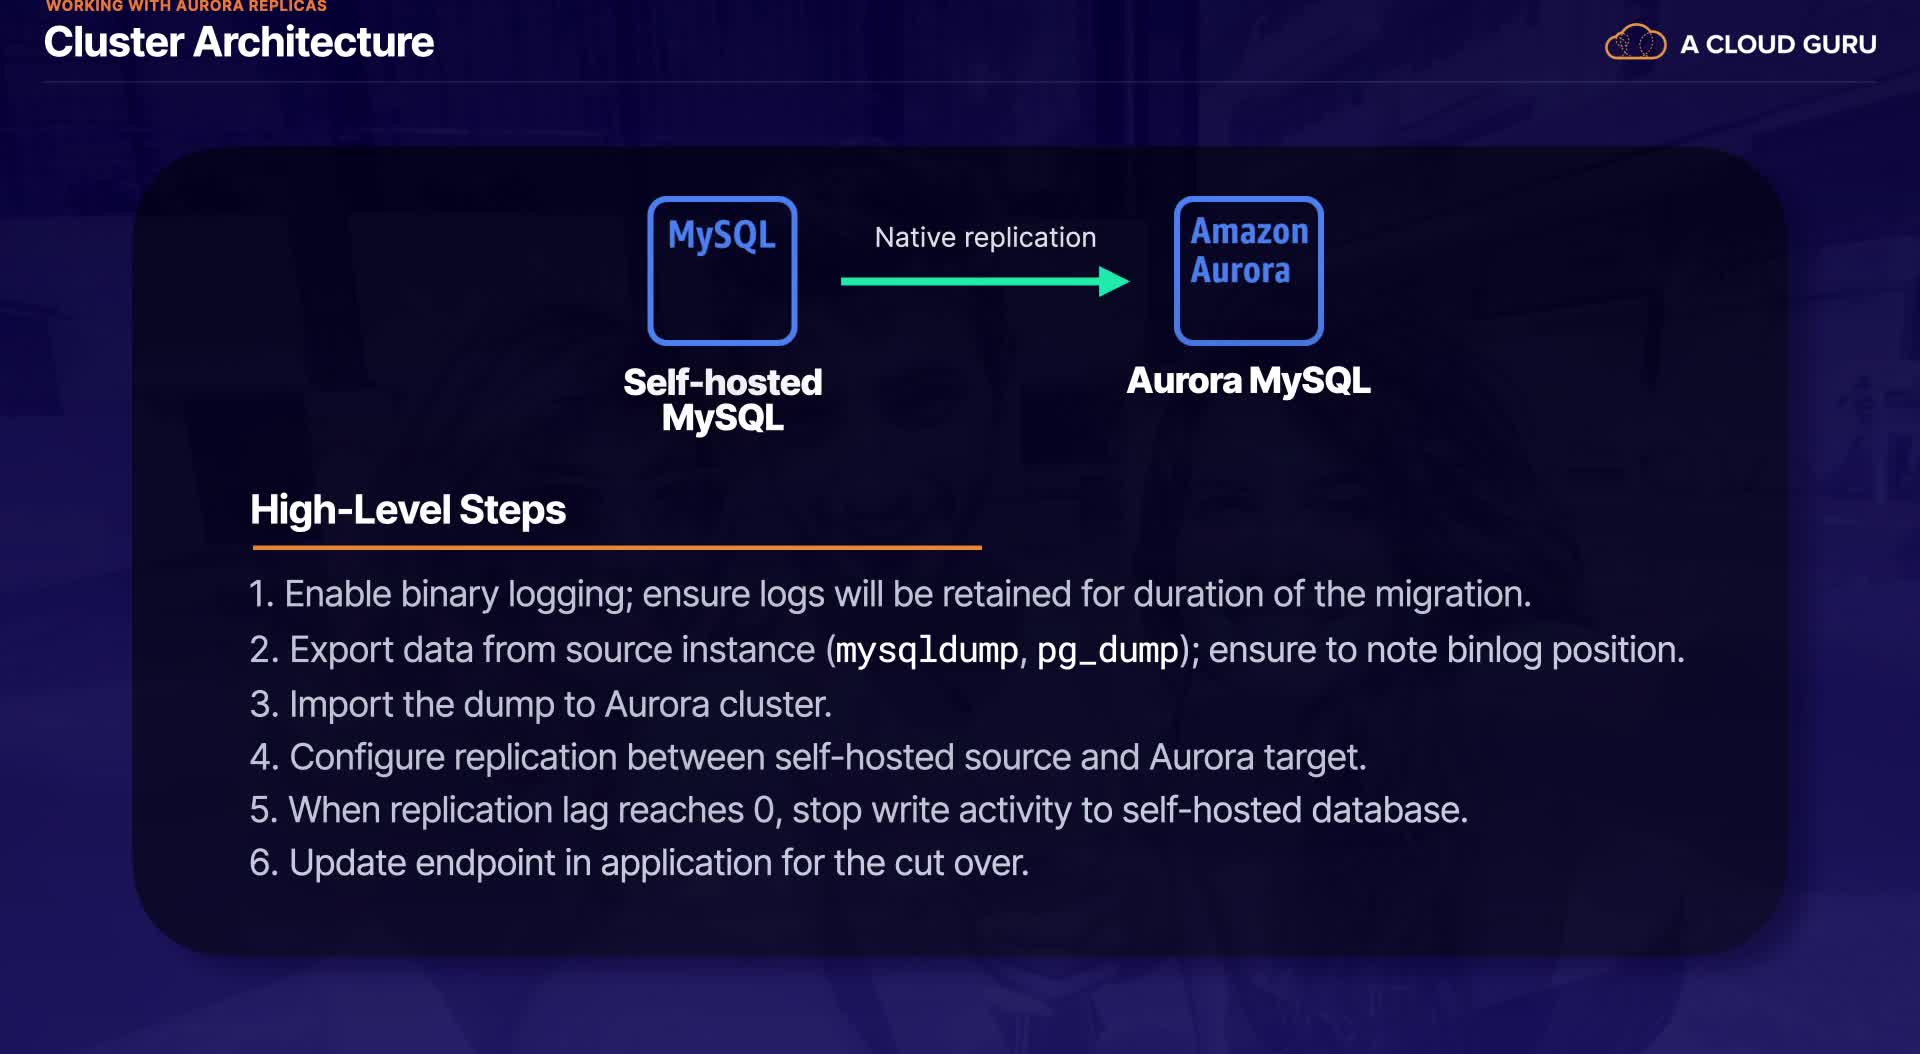 WORKING WITH AURORA REPLICAS
Cluster Architecture
A CLOUD GURU
MySQL
Native replication
Amazon
Aurora
Self-hosted
MySQL
Aurora MySQL
High-Level Steps
1. Enable binary logging; ensure logs will be retained for duration of the migration.
2. Export data from source instance (mysqldump, pg_dump); ensure to note binlog position.
3. Import the dump to Aurora cluster.
4. Configure replication between self-hosted source and Aurora target.
5. When replication lag reaches 0, stop write activity to self-hosted database.
6. Update endpoint in application for the cut over.